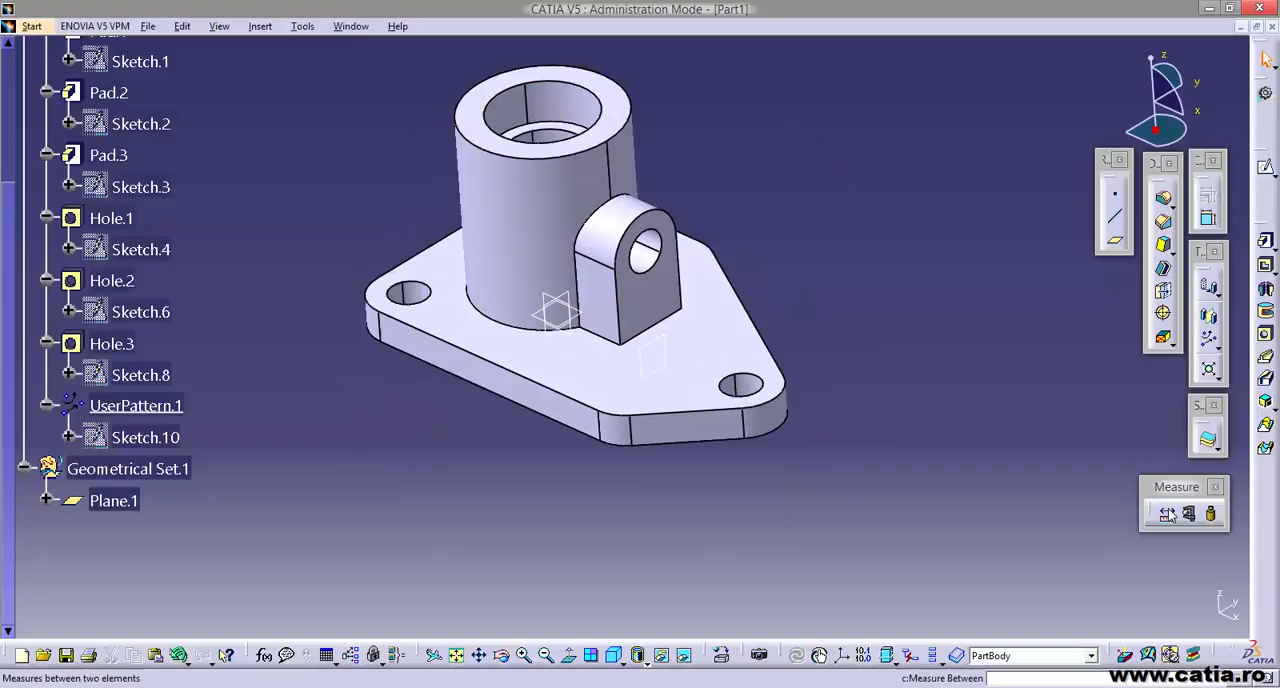 CATIA V5 : Administration Mode - [Part1]
Start ENOVIA V5 VPM File Edit View Insert Tools Window Help
Sketch.1
Pad.2
Sketch.2
Pad.3
Sketch.3
Hole.1
Sketch.4
Hole.2
Sketch.6
Hole.3
Sketch.8
UserPattern.1
Sketch.10
Geometrical Set.1
Plane.1
z
y
x
Measure
z
y
x
PartBody
Measures between two elements
c:Measure Between
www.catia.ro